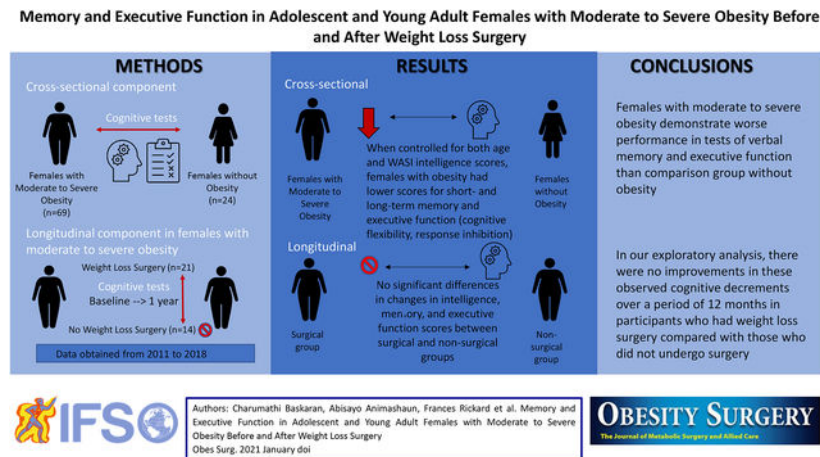 Memory and Executive Function in Adolescent and Young Adult Females with Moderate to Severe Obesity Before
and After Weight Loss Surgery
METHODS
Cross-sectional component
Cognitive tests
Females with
Moderate to Severe
Obesity
(n=69)
Females without
Obesity
(n=24)
Longitudinal component in females with
moderate to severe obesity
Weight Loss Surgery (n=21)
Cognitive tests
Baseline --> 1 year
No Weight Loss Surgery (n=14)
Data obtained from 2011 to 2018
RESULTS
Cross-sectional
Females with
Moderate to
Severe
Obesity
When controlled for both age
and WASI intelligence scores,
females with obesity had
lower scores for short- and
long-term memory and
executive function (cognitive
flexibility, response inhibition)
Females
without
Obesity
Longitudinal
Surgical
group
No significant differences
in changes in intelligence,
memory, and executive
function scores between
surgical and non-surgical
groups
Non-
surgical
group
CONCLUSIONS
Females with moderate to severe
obesity demonstrate worse
performance in tests of verbal
memory and executive function
than comparison group without
obesity
In our exploratory analysis, there
were no improvements in these
observed cognitive decrements
over a period of 12 months in
participants who had weight loss
surgery compared with those who
did not undergo surgery
IFSO
Authors: Charumathi Baskaran, Abisayo Animashaun, Frances Rickard et al. Memory and
Executive Function in Adolescent and Young Adult Females with Moderate to Severe
Obesity Before and After Weight Loss Surgery
Obes Surg. 2021 January doi
OBESITY SURGERY
The Journal of Metabolic Surgery and Allied Care